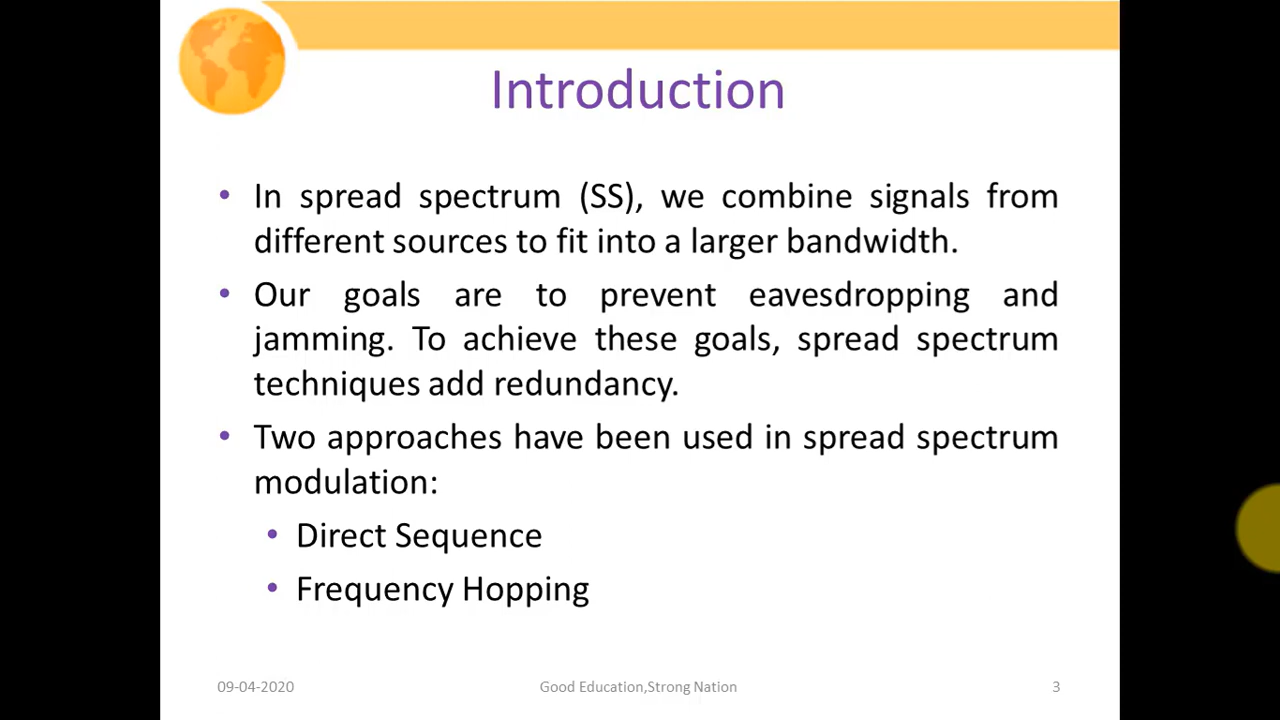 Introduction
• In spread spectrum (SS), we combine signals from
different sources to fit into a larger bandwidth.
• Our goals are to prevent eavesdropping and
jamming. To achieve these goals, spread spectrum
techniques add redundancy.
• Two approaches have been used in spread spectrum
modulation:
• Direct Sequence
• Frequency Hopping
09-04-2020 Good Education,Strong Nation 3